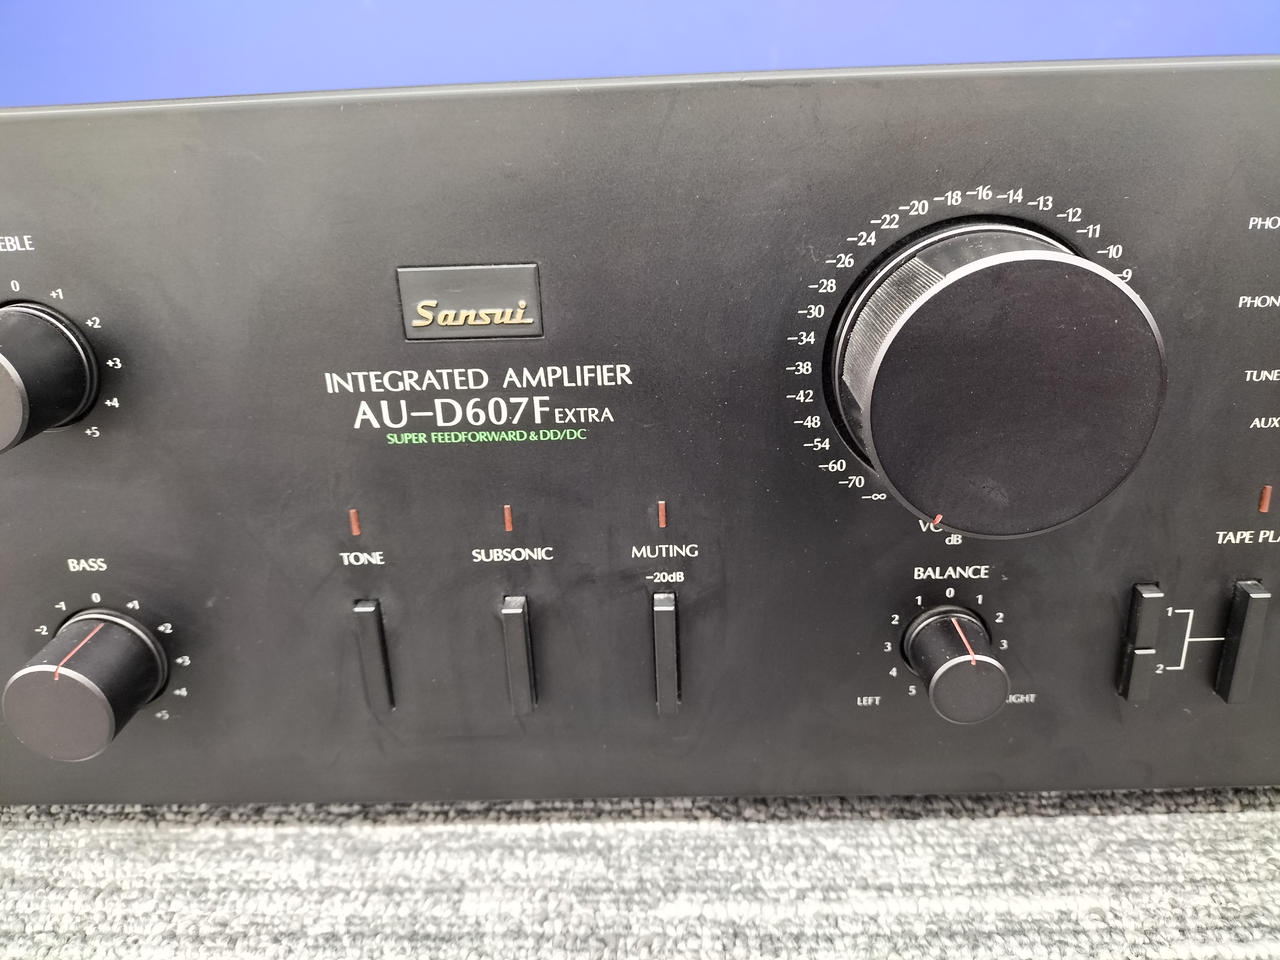 EBLE
0
+1
+2
+3
+4
+5
Sansui
INTEGRATED AMPLIFIER
AU-D607F EXTRA
SUPER FEEDFORWARD & DD/DC
TONE
SUBSONIC
MUTING
-20dB
BASS
-2
-1
0
+1
+2
+3
+4
+5
-∞
-70
-60
-54
-48
-42
-38
-34
-30
-28
-26
-24
-22
-20
-18
-16
-14
-13
-12
-11
-10
-9
dB
BALANCE
5
4
3
2
1
0
1
2
3
LEFT
IGHT
1
2
PHO
PHON
TUNE
AUX
TAPE PLA